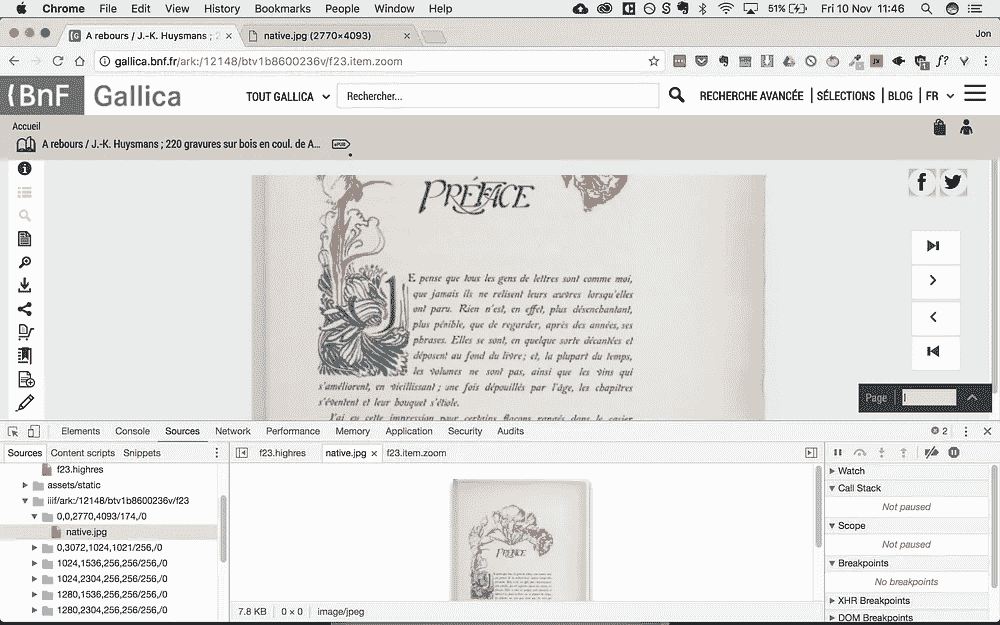 Chrome File Edit View History Bookmarks People Window Help 51% Fri 10 Nov 11:46
A rebours / J.-K. Huysmans ; 2 native.jpg (2770×4093) Jon
gallica.bnf.fr/ark:/12148/btv1b8600236v/f23.item.zoom
BnF Gallica TOUT GALLICA Rechercher... RECHERCHE AVANCÉE SÉLECTIONS BLOG FR
Accueil
A rebours / J.-K. Huysmans ; 220 gravures sur bois en coul. de A...
PRÉFACE
JE pense que tous les gens de lettres sont comme moi,
que jamais ils ne relisent leurs œuvres lorsqu'elles
ont paru. Rien n'est, en effet, plus désenchantant,
plus pénible, que de regarder, après des années, ses
phrases. Elles se sont, en quelque sorte décantées et
déposent au fond du livre; et, la plupart du temps,
les volumes ne sont pas, ainsi que les vins qui
s'améliorent, en vieillissant; une fois dépouillés par l'âge, les chapitres
s'éventent et leur bouquet s'étiole.
J'ai eu cette impression pour certains flacons rangés dans le casier
Page
Elements Console Sources Network Performance Memory Application Security Audits 2
Sources Content scripts Snippets f23.highres native.jpg f23.item.zoom
f23.highres
assets/static
iiif/ark:/12148/btv1b8600236v/f23
0,0,2770,4093/174,/0
native.jpg
0,3072,1024,1021/256,/0
1024,1536,256,256/256,/0
1024,2304,256,256/256,/0
1280,1536,256,256/256,/0
1280,2304,256,256/256,/0
PRÉFACE
7.8 KB 0 × 0 image/jpeg
Watch
Call Stack
Not paused
Scope
Not paused
Breakpoints
No breakpoints
XHR Breakpoints
DOM Breakpoints